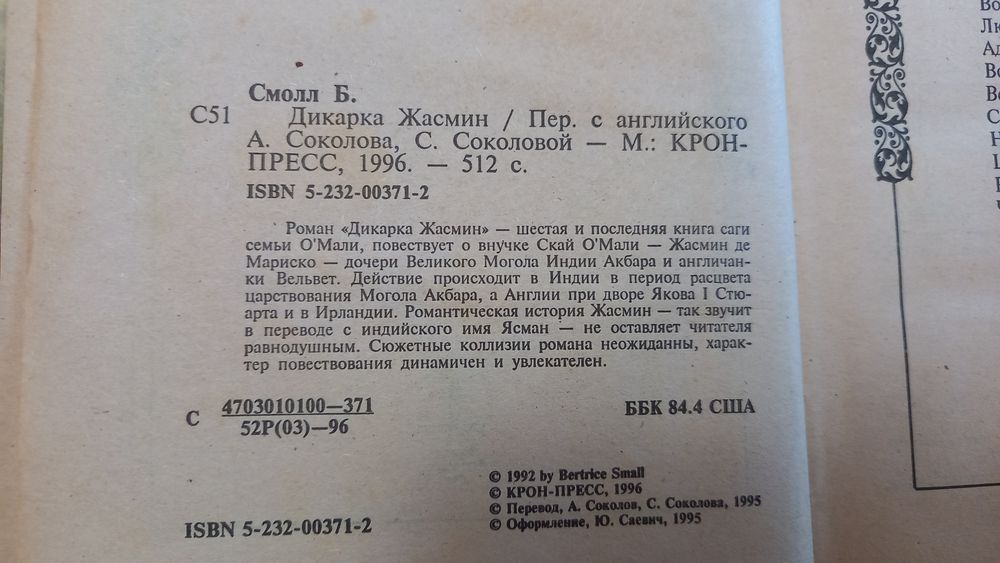 Смолл Б.
С51 Дикарка Жасмин / Пер. с английского
А. Соколова, С. Соколовой — М.: КРОН-
ПРЕСС, 1996. — 512 с.
ISBN 5-232-00371-2
Роман «Дикарка Жасмин» — шестая и последняя книга саги
семьи О'Мали, повествует о внучке Скай О'Мали — Жасмин де
Мариско — дочери Великого Могола Индии Акбара и англичан-
ки Вельвет. Действие происходит в Индии в период расцвета
царствования Могола Акбара, а Англии при дворе Якова I Стю-
арта и в Ирландии. Романтическая история Жасмин — так звучит
в переводе с индийского имя Ясман — не оставляет читателя
равнодушным. Сюжетные коллизии романа неожиданны, харак-
тер повествования динамичен и увлекателен.
С 4703010100—371
52Р(03)—96
ББК 84.4 США
© 1992 by Bertrice Small
© КРОН-ПРЕСС, 1996
© Перевод, А. Соколов, С. Соколова, 1995
© Оформление, Ю. Саевич, 1995
ISBN 5-232-00371-2